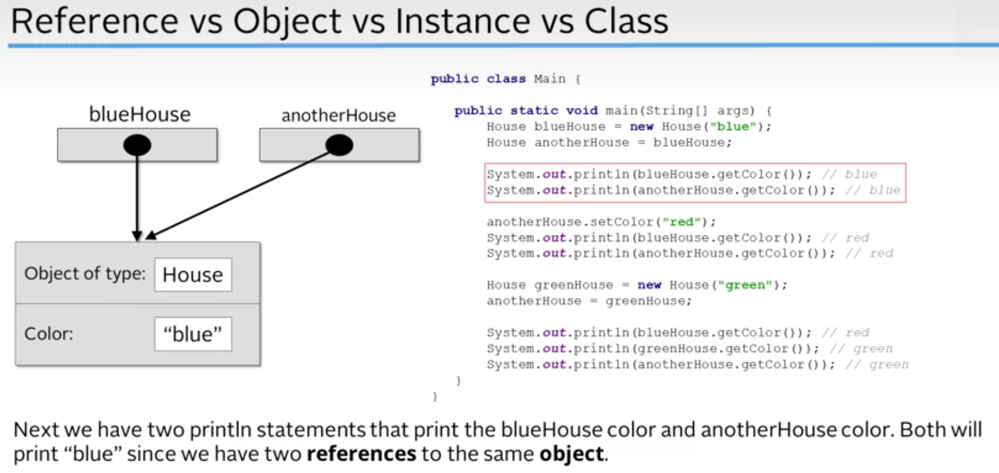 Reference vs Object vs Instance vs Class
blueHouse
anotherHouse
Object of type: House
Color: “blue”
public class Main {
public static void main(String[] args) {
House blueHouse = new House("blue");
House anotherHouse = blueHouse;
System.out.println(blueHouse.getColor()); // blue
System.out.println(anotherHouse.getColor()); // blue
anotherHouse.setColor("red");
System.out.println(blueHouse.getColor()); // red
System.out.println(anotherHouse.getColor()); // red
House greenHouse = new House("green");
anotherHouse = greenHouse;
System.out.println(blueHouse.getColor()); // red
System.out.println(greenHouse.getColor()); // green
System.out.println(anotherHouse.getColor()); // green
}
}
Next we have two println statements that print the blueHouse color and anotherHouse color. Both will
print “blue” since we have two references to the same object.